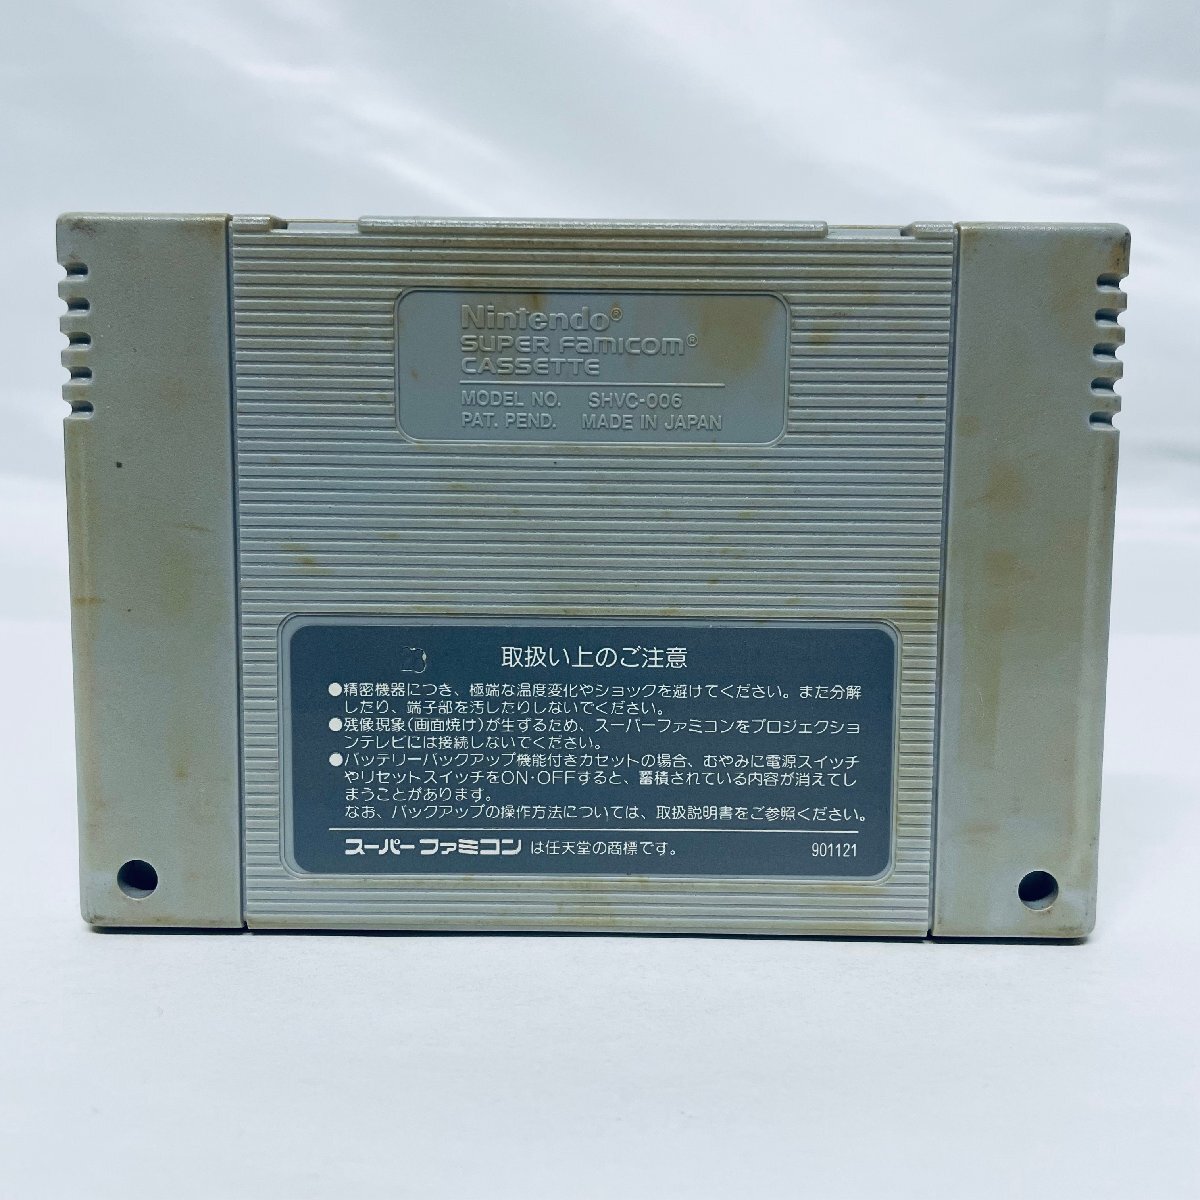 Nintendo®
SUPER FAMICOM®
CASSETTE
MODEL NO. SHVC-006
PAT. PEND. MADE IN JAPAN
取扱い上のご注意
●精密機器につき、極端な温度変化やショックを避けてください。また分解
したり、端子部を汚したりしないでください。
●残像現象(画面焼け)が生ずるため、スーパーファミコンをプロジェクショ
ンテレビには接続しないでください。
●バッテリーバックアップ機能付きカセットの場合、むやみに電源スイッチ
やリセットスイッチをON・OFFすると、蓄積されている内容が消えてし
まうことがあります。
なお、バックアップの操作方法については、取扱説明書をご参照ください。
スーパーファミコン は任天堂の商標です。 901121